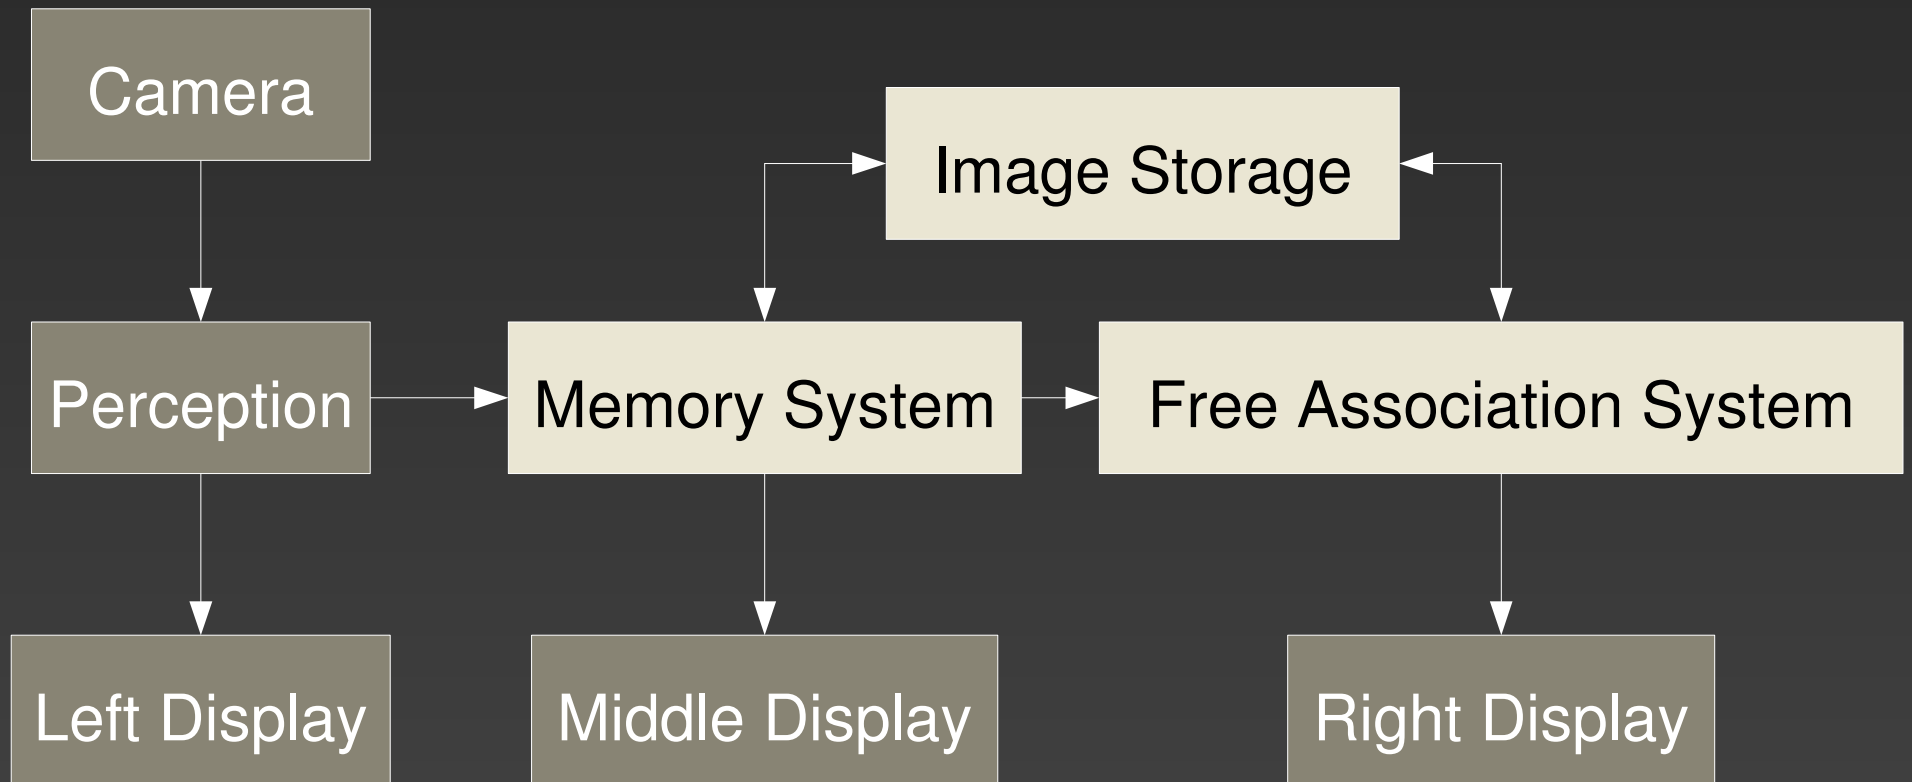 Camera
Image Storage
Perception
Memory System
Free Association System
Left Display
Middle Display
Right Display